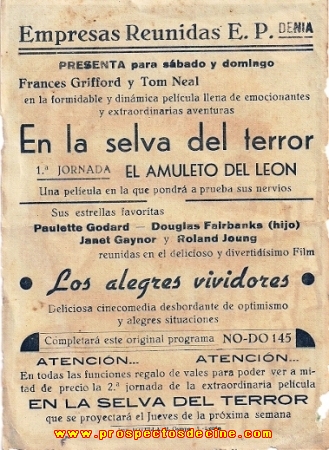 Empresas Reunidas E. P. DENIA
PRESENTA para sábado y domingo
Frances Grifford y Tom Neal
en la formidable y dinámica película llena de emocionantes
y extraordinarias aventuras
En la selva del terror
1.ª JORNADA EL AMULETO DEL LEON
Una película en la que pondrá a prueba sus nervios
Sus estrellas favoritas
Paulette Godard – Douglas Fairbanks (hijo)
Janet Gaynor y Roland Joung
reunidas en el delicioso y divertidísimo Film
Los alegres vividores
Deliciosa cinecomedia desbordante de optimismo
y alegres situaciones
Completará este original programa NO-DO 145
ATENCIÓN... ATENCIÓN...
En todas las funciones regalo de vales para poder ver a mi-
tad de precio la 2.ª jornada de la extraordinaria película
EN LA SELVA DEL TERROR
que se proyectará el Jueves de la próxima semana
www.prospectosdecine.com